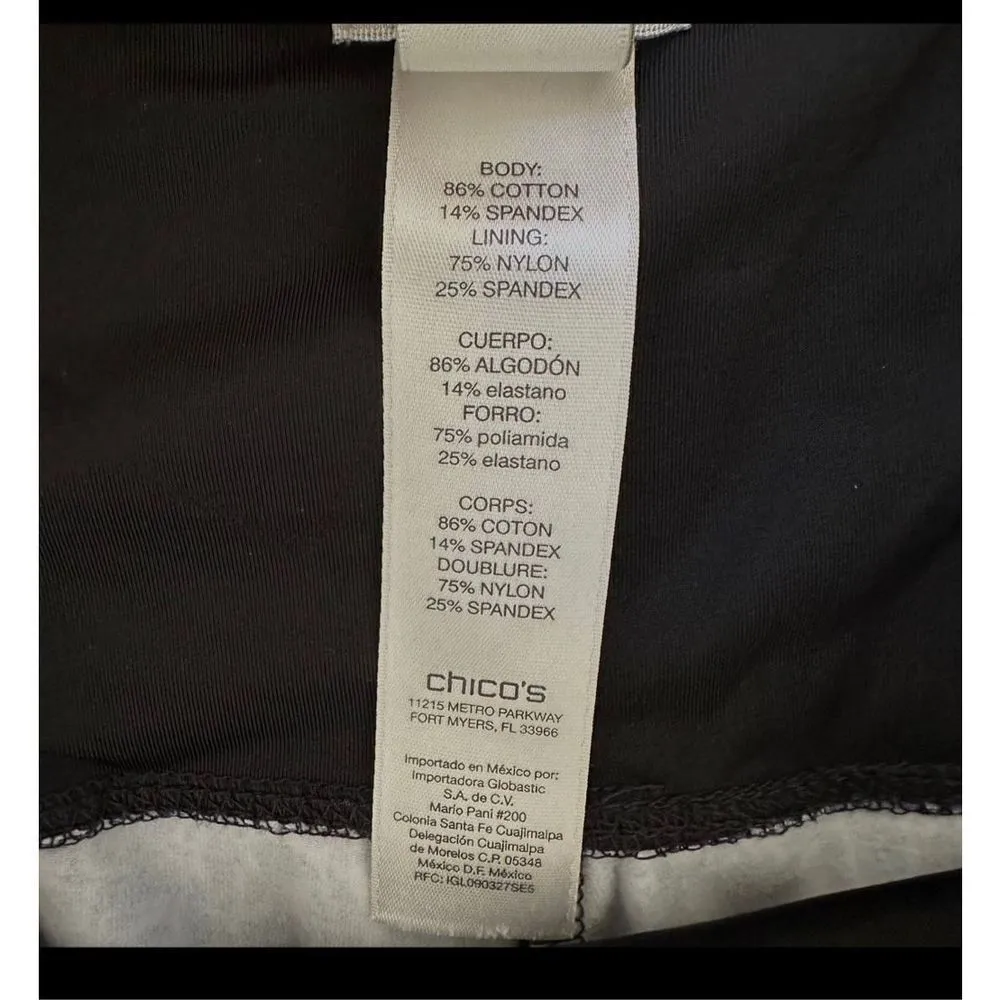 BODY:
86% COTTON
14% SPANDEX
LINING:
75% NYLON
25% SPANDEX
CUERPO:
86% ALGODÓN
14% elastano
FORRO:
75% poliamida
25% elastano
CORPS:
86% COTON
14% SPANDEX
DOUBLURE:
75% NYLON
25% SPANDEX
chico's
11215 METRO PARKWAY
FORT MYERS, FL 33966
Importado en México por:
Importadora Globastic
S.A. de C.V.
Mario Pani #200
Colonia Santa Fe Cuajimalpa
Delegación Cuajimalpa
de Morelos C.P. 05348
México D.F. México
RFC: IGL090327SE5